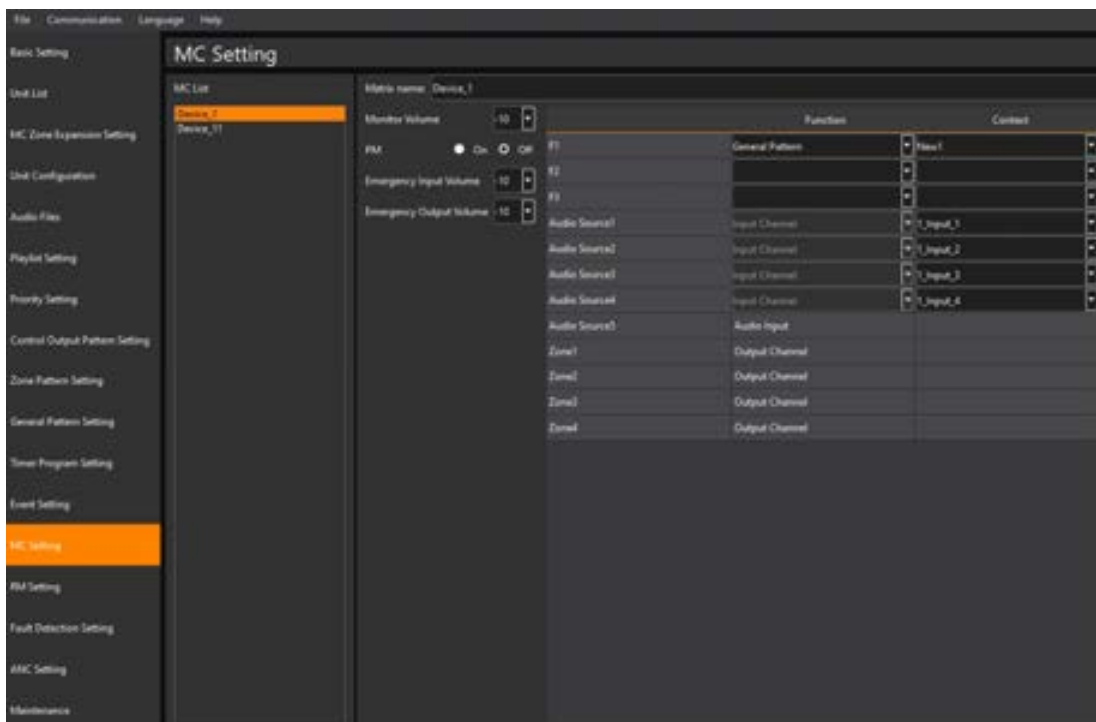 File Communication Language Help
Basic Setting
Unit List
MC Zone Expansion Setting
Unit Configuration
Audio Files
Playlist Setting
Priority Setting
Control Output Pattern Setting
Zone Pattern Setting
General Pattern Setting
Timer Program Setting
Event Setting
MC Setting
RM Setting
Fault Detection Setting
ANC Setting
Maintenance
MC Setting
MC List
Device_1
Device_11
Matrix name: Device_1
Monitor Volume -10
PM On Off
Emergency Input Volume -10
Emergency Output Volume -10
Function Context
F1 General Pattern New1
F2
F3
Audio Source1 Input Channel 1_Input_1
Audio Source2 Input Channel 1_Input_2
Audio Source3 Input Channel 1_Input_3
Audio Source4 Input Channel 1_Input_4
Audio Source5 Audio Input
Zone1 Output Channel
Zone2 Output Channel
Zone3 Output Channel
Zone4 Output Channel